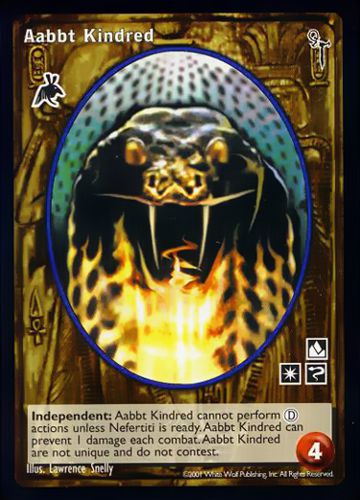 Aabbt Kindred
Independent: Aabbt Kindred cannot perform Ⓓ
actions unless Nefertiti is ready. Aabbt Kindred can
prevent 1 damage each combat. Aabbt Kindred
are not unique and do not contest.
4
Illus. Lawrence Snelly
©2001 White Wolf Publishing, Inc. All Rights Reserved.